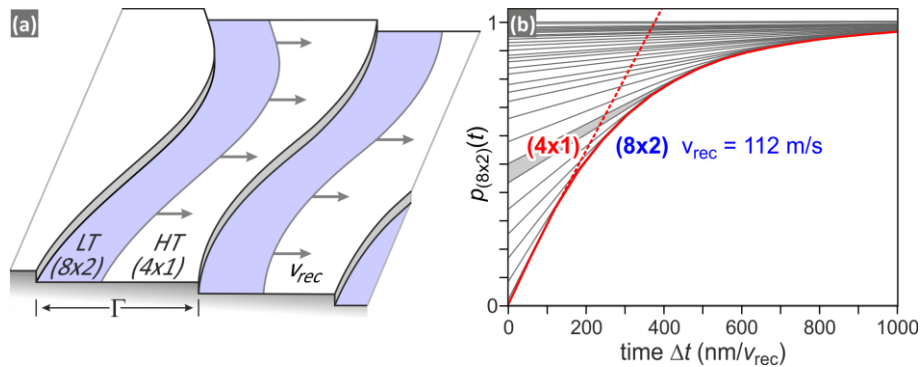 (a)
LT
(8x2)
HT
(4x1)
v_rec
Γ
(b)
1
0
p_(8x2)(t)
(4x1)
(8x2) v_rec = 112 m/s
0 200 400 600 800 1000
time Δt (nm/v_rec)